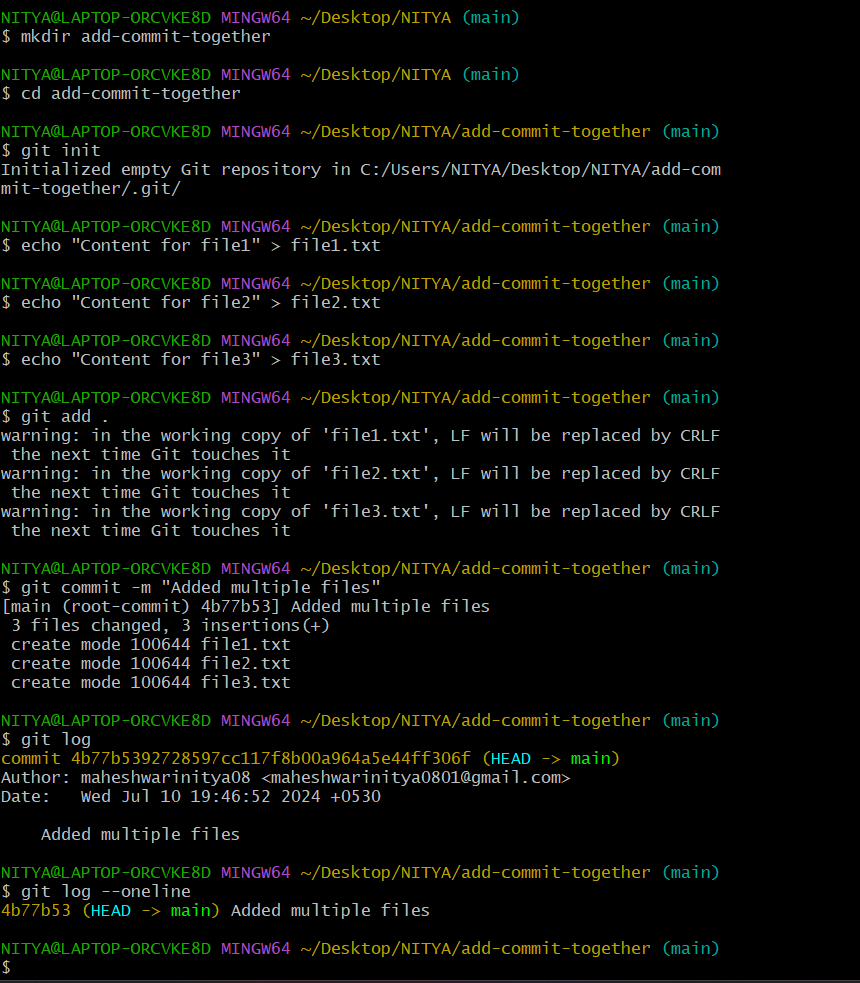 NITYA@LAPTOP-ORCVKE8D MINGW64 ~/Desktop/NITYA (main)
$ mkdir add-commit-together
NITYA@LAPTOP-ORCVKE8D MINGW64 ~/Desktop/NITYA (main)
$ cd add-commit-together
NITYA@LAPTOP-ORCVKE8D MINGW64 ~/Desktop/NITYA/add-commit-together (main)
$ git init
Initialized empty Git repository in C:/Users/NITYA/Desktop/NITYA/add-com
mit-together/.git/
NITYA@LAPTOP-ORCVKE8D MINGW64 ~/Desktop/NITYA/add-commit-together (main)
$ echo "Content for file1" > file1.txt
NITYA@LAPTOP-ORCVKE8D MINGW64 ~/Desktop/NITYA/add-commit-together (main)
$ echo "Content for file2" > file2.txt
NITYA@LAPTOP-ORCVKE8D MINGW64 ~/Desktop/NITYA/add-commit-together (main)
$ echo "Content for file3" > file3.txt
NITYA@LAPTOP-ORCVKE8D MINGW64 ~/Desktop/NITYA/add-commit-together (main)
$ git add .
warning: in the working copy of 'file1.txt', LF will be replaced by CRLF
 the next time Git touches it
warning: in the working copy of 'file2.txt', LF will be replaced by CRLF
 the next time Git touches it
warning: in the working copy of 'file3.txt', LF will be replaced by CRLF
 the next time Git touches it
NITYA@LAPTOP-ORCVKE8D MINGW64 ~/Desktop/NITYA/add-commit-together (main)
$ git commit -m "Added multiple files"
[main (root-commit) 4b77b53] Added multiple files
 3 files changed, 3 insertions(+)
 create mode 100644 file1.txt
 create mode 100644 file2.txt
 create mode 100644 file3.txt
NITYA@LAPTOP-ORCVKE8D MINGW64 ~/Desktop/NITYA/add-commit-together (main)
$ git log
commit 4b77b5392728597cc117f8b00a964a5e44ff306f (HEAD -> main)
Author: maheshwarinitya08 <maheshwarinitya0801@gmail.com>
Date:   Wed Jul 10 19:46:52 2024 +0530
    Added multiple files
NITYA@LAPTOP-ORCVKE8D MINGW64 ~/Desktop/NITYA/add-commit-together (main)
$ git log --oneline
4b77b53 (HEAD -> main) Added multiple files
NITYA@LAPTOP-ORCVKE8D MINGW64 ~/Desktop/NITYA/add-commit-together (main)
$